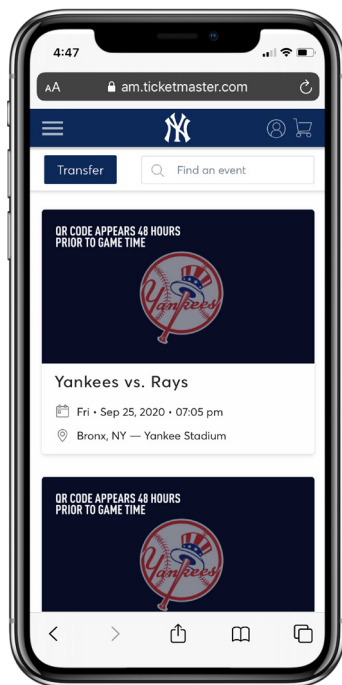 4:47
AA am.ticketmaster.com
NY
Transfer Find an event
QR CODE APPEARS 48 HOURS
PRIOR TO GAME TIME
Yankees
Yankees vs. Rays
Fri • Sep 25, 2020 • 07:05 pm
Bronx, NY — Yankee Stadium
QR CODE APPEARS 48 HOURS
PRIOR TO GAME TIME
Yankees